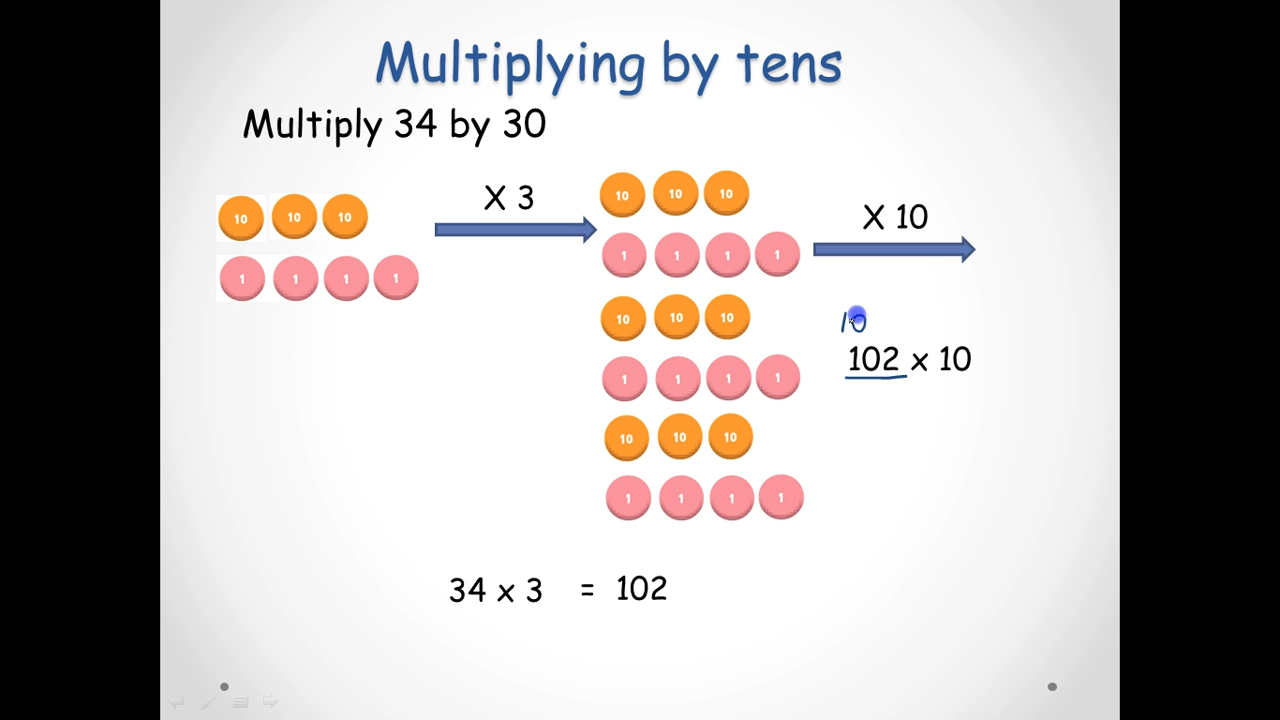 Multiplying by tens
Multiply 34 by 30
10 10 10
1 1 1 1
X 3
10 10 10
1 1 1 1
10 10 10
1 1 1 1
10 10 10
1 1 1 1
X 10
10
102 x 10
34 x 3 = 102